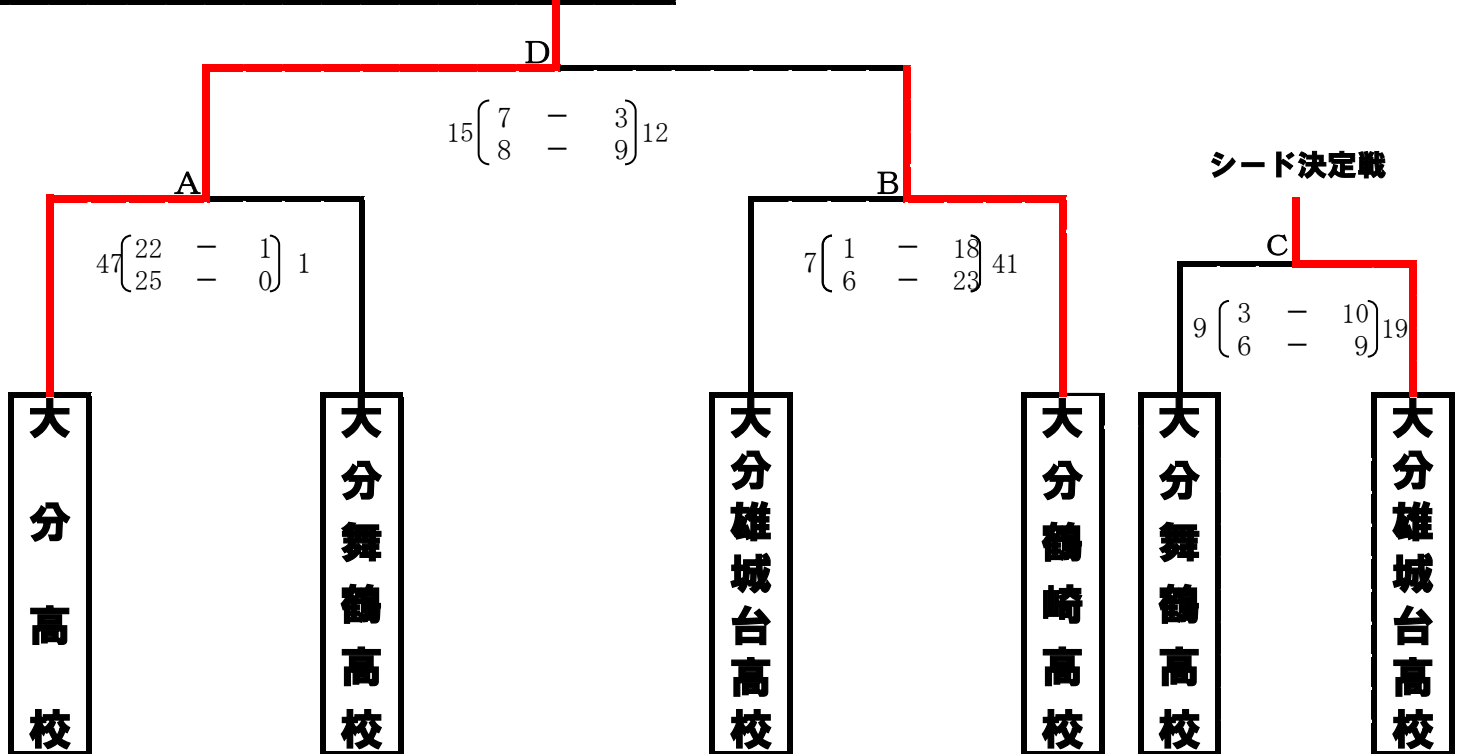 D
15 7 － 3 12
8 － 9
シード決定戦
A
B
47 22 － 1 1
25 － 0
7 1 － 18 41
6 － 23
C
9 3 － 10 19
6 － 9
大分高校
大分舞鶴高校
大分雄城台高校
大分鶴崎高校
大分舞鶴高校
大分雄城台高校